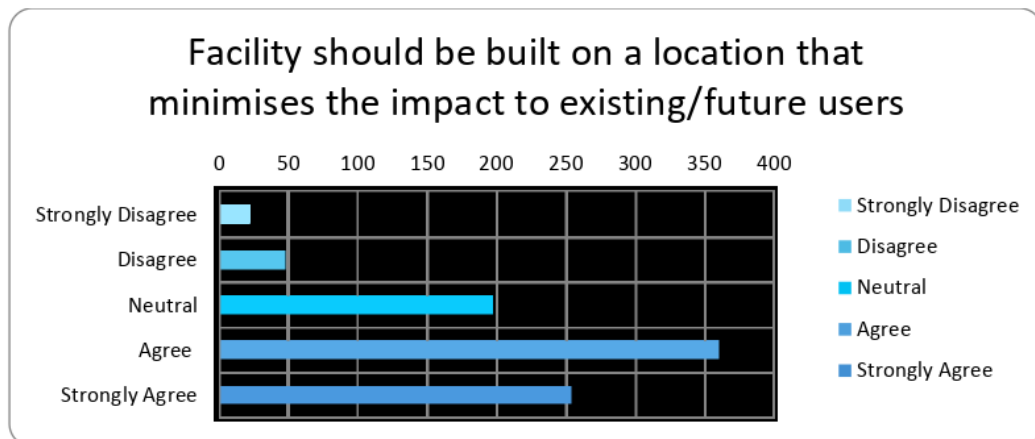 Facility should be built on a location that
minimises the impact to existing/future users
0 50 100 150 200 250 300 350 400
Strongly Disagree
Disagree
Neutral
Agree
Strongly Agree
Strongly Disagree
Disagree
Neutral
Agree
Strongly Agree